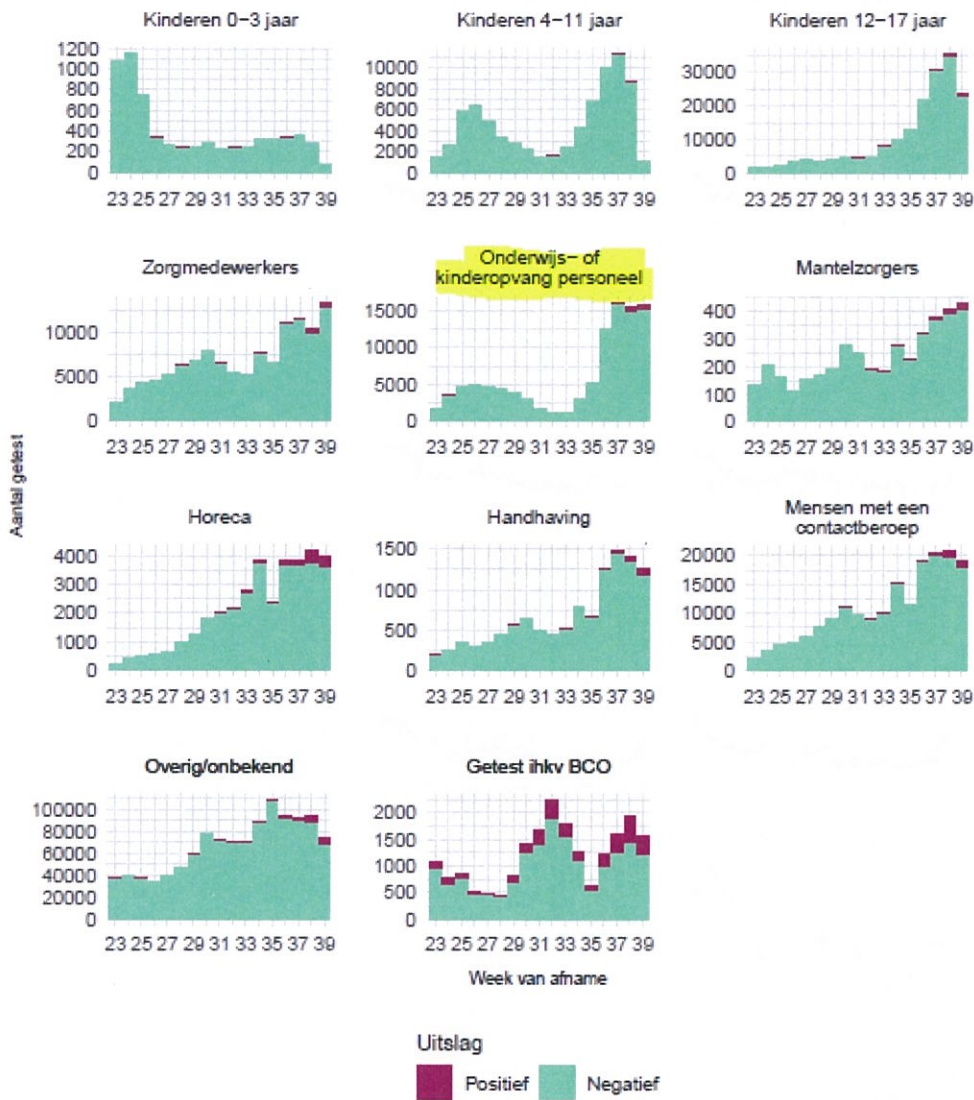 Kinderen 0−3 jaar
Kinderen 4−11 jaar
Kinderen 12−17 jaar
1200
1000
800
600
400
200
0
10000
8000
6000
4000
2000
0
30000
20000
10000
0
23 25 27 29 31 33 35 37 39
23 25 27 29 31 33 35 37 39
23 25 27 29 31 33 35 37 39
Zorgmedewerkers
Onderwijs− of
kinderopvang personeel
Mantelzorgers
10000
5000
0
15000
10000
5000
0
400
300
200
100
0
23 25 27 29 31 33 35 37 39
23 25 27 29 31 33 35 37 39
23 25 27 29 31 33 35 37 39
Aantal getest
Horeca
Handhaving
Mensen met een
contactberoep
4000
3000
2000
1000
0
1500
1000
500
0
20000
15000
10000
5000
0
23 25 27 29 31 33 35 37 39
23 25 27 29 31 33 35 37 39
23 25 27 29 31 33 35 37 39
Overig/onbekend
Getest ihkv BCO
100000
80000
60000
40000
20000
0
2000
1500
1000
500
0
23 25 27 29 31 33 35 37 39
23 25 27 29 31 33 35 37 39
Week van afname
Uitslag
Positief
Negatief